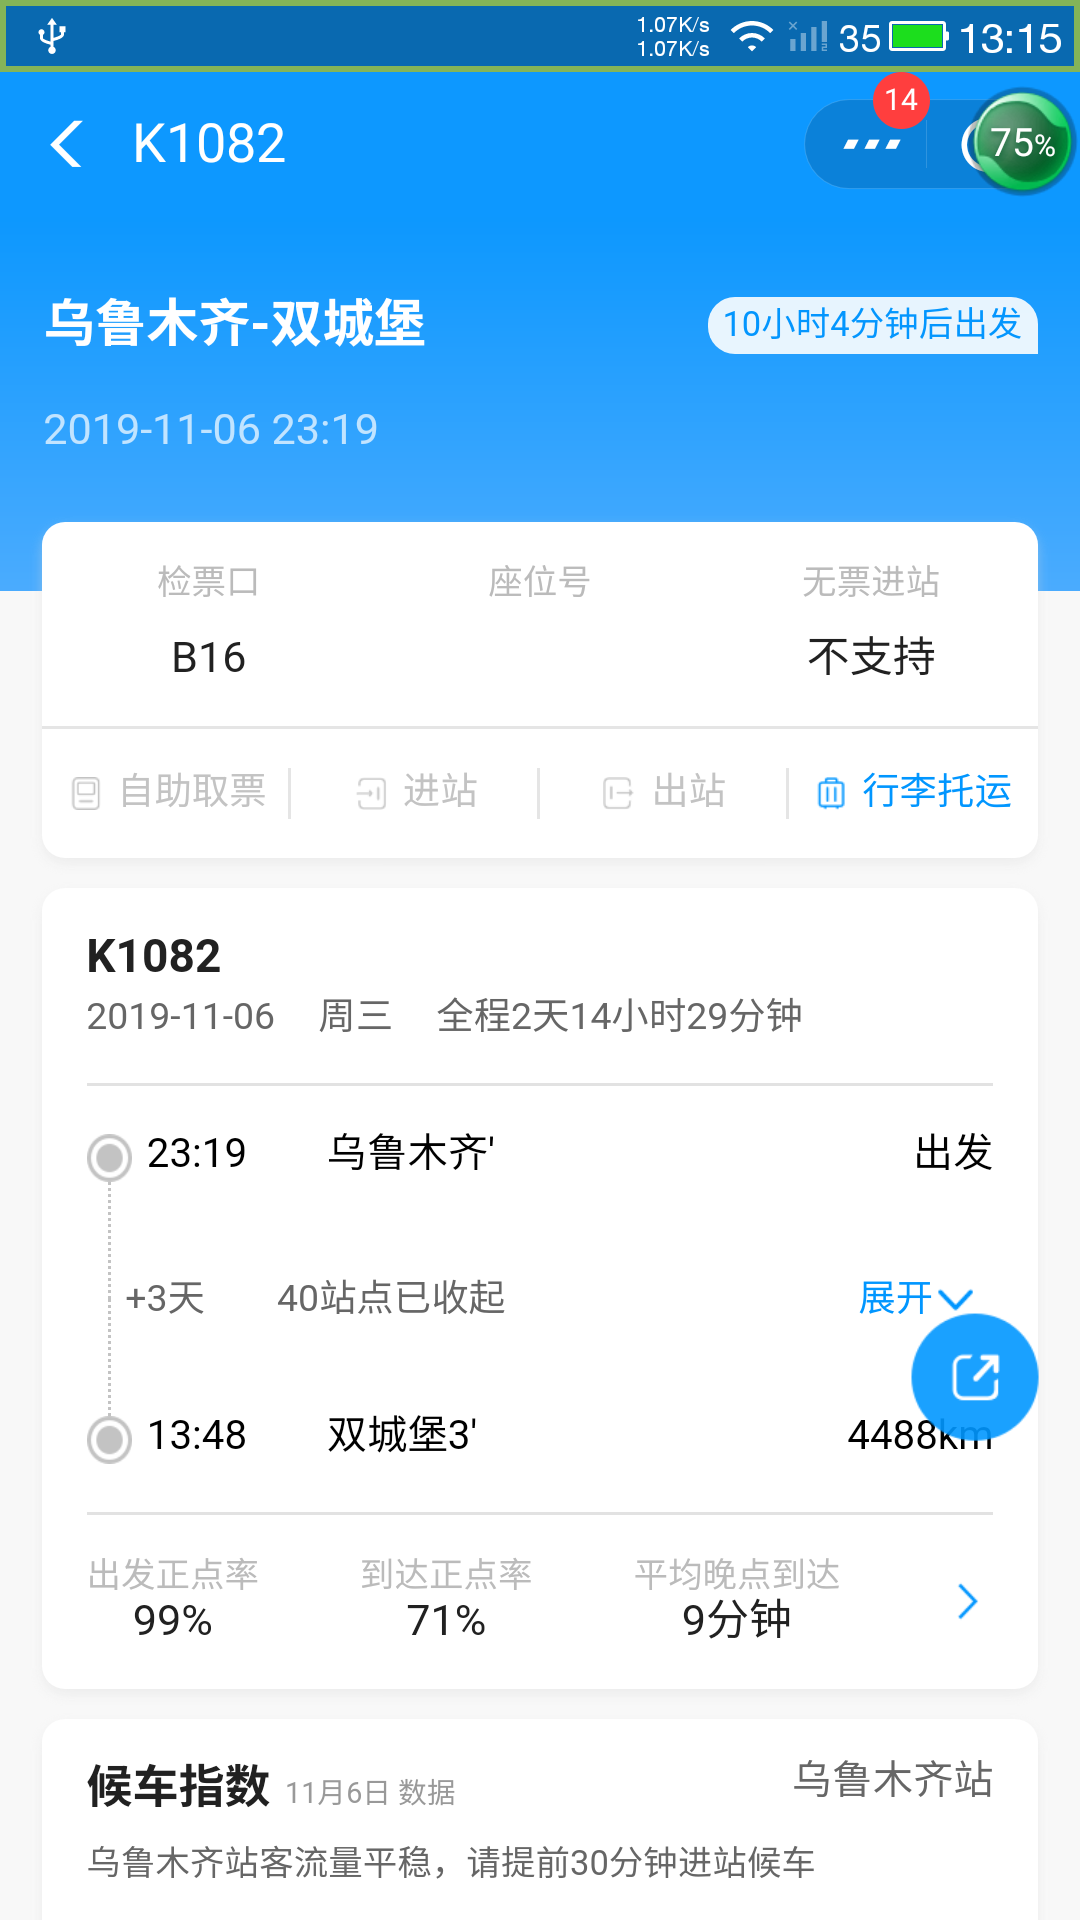 1.07K/s
1.07K/s
35
13:15
K1082
14
75%
乌鲁木齐-双城堡
10小时4分钟后出发
2019-11-06 23:19
检票口 座位号 无票进站
B16 不支持
自助取票 进站 出站 行李托运
K1082
2019-11-06 周三 全程2天14小时29分钟
23:19 乌鲁木齐' 出发
+3天 40站点已收起 展开
13:48 双城堡3' 4488km
出发正点率 到达正点率 平均晚点到达
99% 71% 9分钟
候车指数 11月6日 数据 乌鲁木齐站
乌鲁木齐站客流量平稳，请提前30分钟进站候车